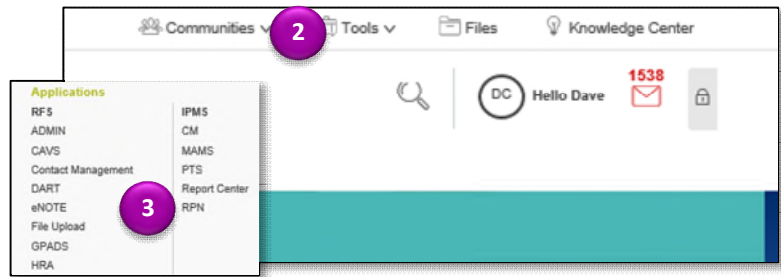 Communities
2
Tools
Files
Knowledge Center
DC
Hello Dave
1538
Applications
RF5
ADMIN
CAVS
Contact Management
DART
eNOTE
File Upload
GPADS
HRA
IPMS
CM
MAMS
PTS
Report Center
RPN
3